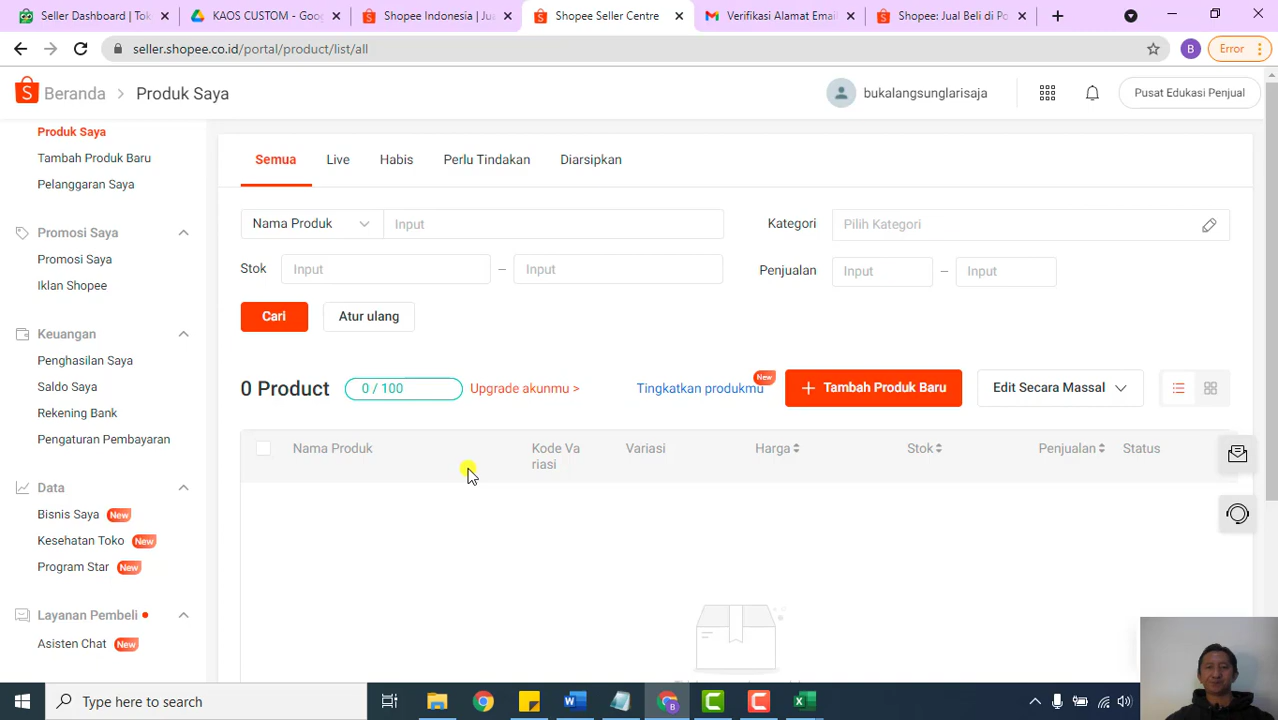 Seller Dashboard | Tok
KAOS CUSTOM - Goog
Shopee Indonesia | Jua
Shopee Seller Centre
Verifikasi Alamat Email
Shopee: Jual Beli di Po
seller.shopee.co.id/portal/product/list/all
B
Error
Beranda > Produk Saya
bukalangsunglarisaja
Pusat Edukasi Penjual
Produk Saya
Tambah Produk Baru
Pelanggaran Saya
Promosi Saya
Promosi Saya
Iklan Shopee
Keuangan
Penghasilan Saya
Saldo Saya
Rekening Bank
Pengaturan Pembayaran
Data
Bisnis Saya New
Kesehatan Toko New
Program Star New
Layanan Pembeli
Asisten Chat New
Semua Live Habis Perlu Tindakan Diarsipkan
Nama Produk Input
Kategori Pilih Kategori
Stok Input – Input
Penjualan Input – Input
Cari Atur ulang
0 Product 0 / 100 Upgrade akunmu > Tingkatkan produkmu New + Tambah Produk Baru Edit Secara Massal
Nama Produk Kode Va Variasi Harga Stok Penjualan Status
riasi
Type here to search